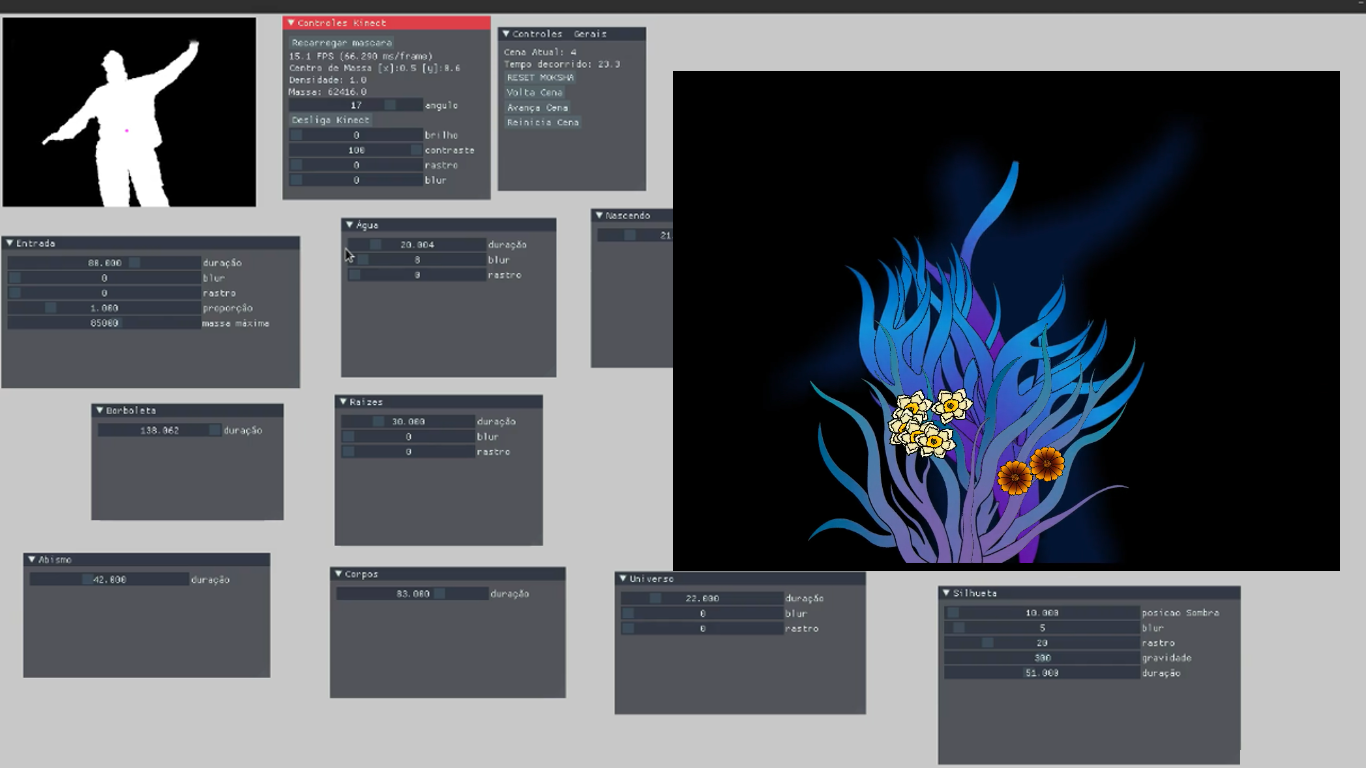 Controles Kinect
Recarregar mascara
15.1 FPS (66.290 ms/frame)
Centro de Massa [x]:0.5 [y]:0.6
Densidade: 1.0
Massa: 62416.0
17 angulo
Desliga Kinect
0 brilho
100 contraste
0 rastro
0 blur
Controles Gerais
Cena Atual: 4
Tempo decorrido: 23.3
RESET MOKSHA
Volta Cena
Avança Cena
Reinicia Cena
Entrada
80.000 duração
0 blur
0 rastro
1.000 proporção
85000 massa máxima
Água
20.004 duração
8 blur
0 rastro
Nascendo
21
Borboleta
138.062 duração
Raízes
30.000 duração
0 blur
0 rastro
Abismo
42.000 duração
Corpos
83.000 duração
Universo
22.000 duração
0 blur
0 rastro
Silhueta
10.000 posicao Sombra
5 blur
20 rastro
300 gravidade
51.000 duração